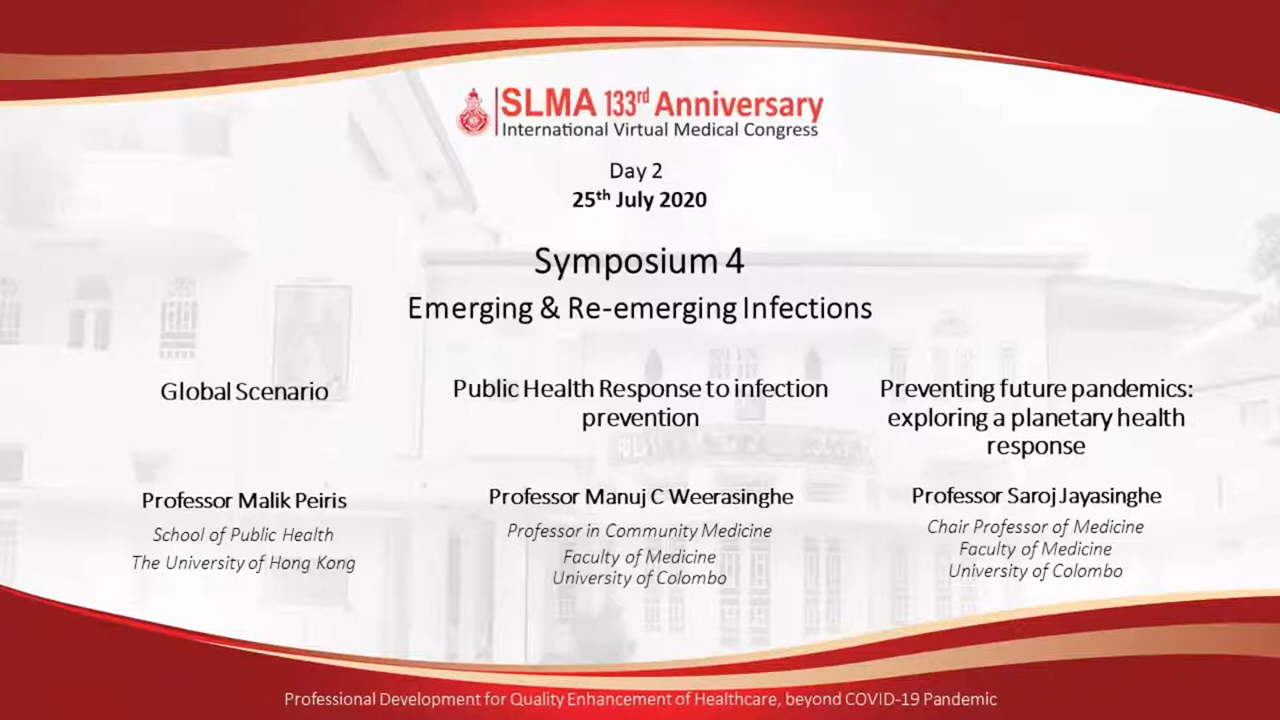 SLMA 133rd Anniversary
International Virtual Medical Congress
Day 2
25th July 2020
Symposium 4
Emerging & Re-emerging Infections
Global Scenario
Professor Malik Peiris
School of Public Health
The University of Hong Kong
Public Health Response to infection
prevention
Professor Manuj C Weerasinghe
Professor in Community Medicine
Faculty of Medicine
University of Colombo
Preventing future pandemics:
exploring a planetary health
response
Professor Saroj Jayasinghe
Chair Professor of Medicine
Faculty of Medicine
University of Colombo
Professional Development for Quality Enhancement of Healthcare, beyond COVID-19 Pandemic